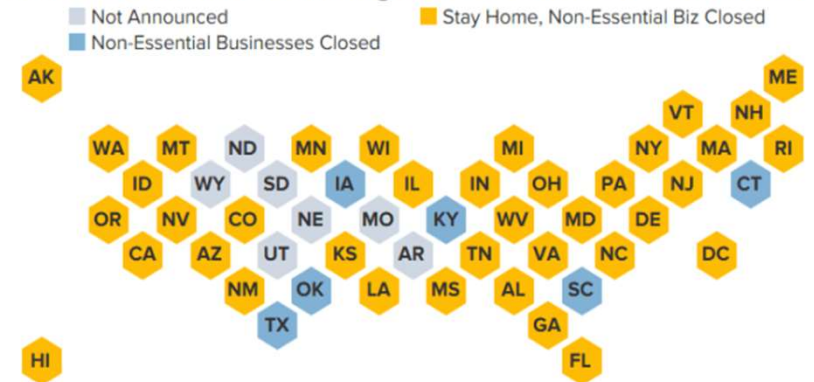 Not Announced
Stay Home, Non-Essential Biz Closed
Non-Essential Businesses Closed
AK
ME
VT
NH
WA MT ND MN WI MI NY MA RI
ID WY SD IA IL IN OH PA NJ CT
OR NV CO NE MO KY WV MD DE
CA AZ UT KS AR TN VA NC DC
NM OK LA MS AL SC
TX GA
HI FL